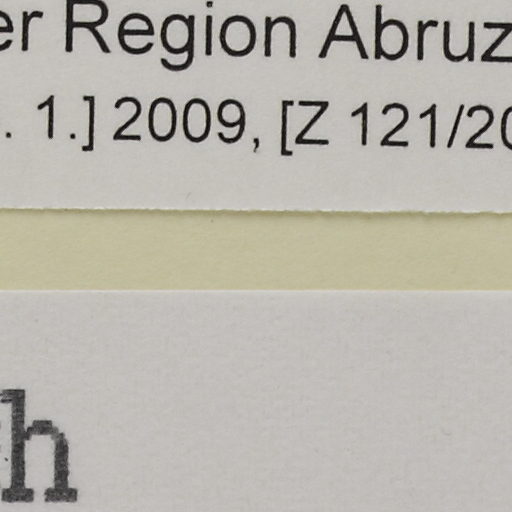 er Region Abruz
. 1.] 2009, [Z 121/20
h